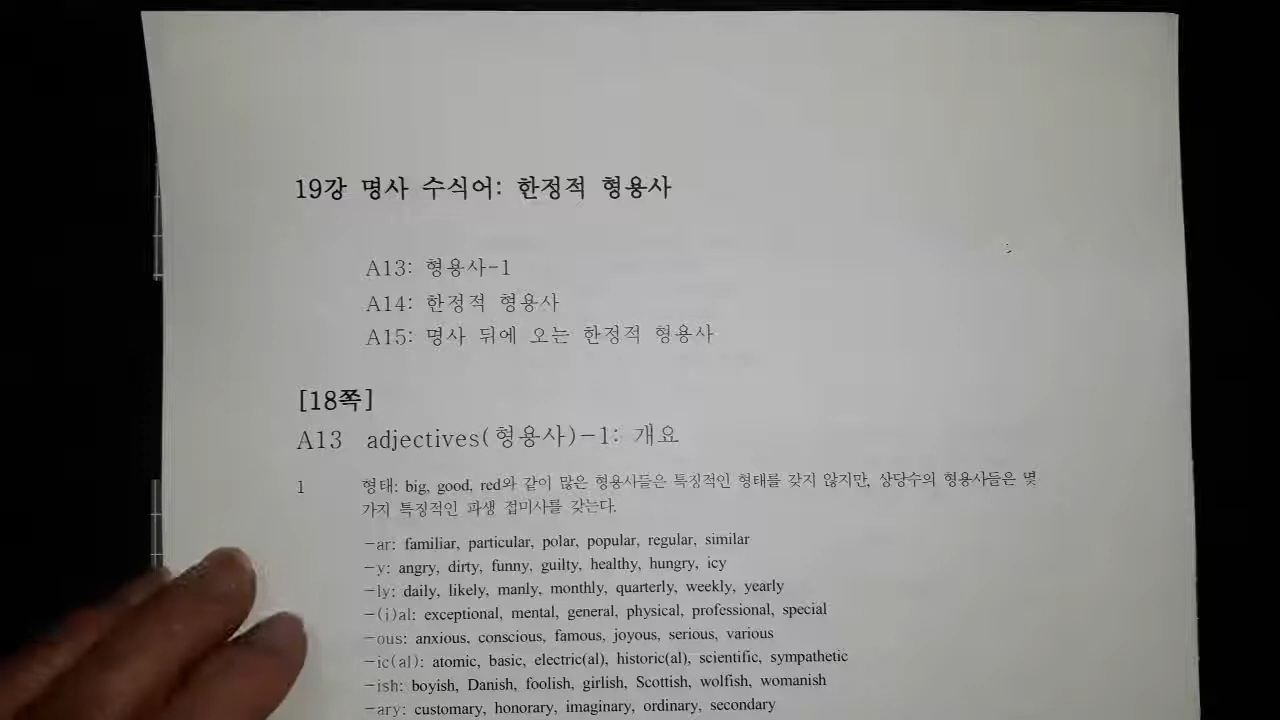 19강 명사 수식어: 한정적 형용사
A13: 형용사-1
A14: 한정적 형용사
A15: 명사 뒤에 오는 한정적 형용사
[18쪽]
A13 adjectives(형용사)-1: 개요
1 형태: big, good, red와 같이 많은 형용사들은 특징적인 형태를 갖지 않지만, 상당수의 형용사들은 몇
가지 특징적인 파생 접미사를 갖는다.
-ar: familiar, particular, polar, popular, regular, similar
-y: angry, dirty, funny, guilty, healthy, hungry, icy
-ly: daily, likely, manly, monthly, quarterly, weekly, yearly
-(i)al: exceptional, mental, general, physical, professional, special
-ous: anxious, conscious, famous, joyous, serious, various
-ic(al): atomic, basic, electric(al), historic(al), scientific, sympathetic
-ish: boyish, Danish, foolish, girlish, Scottish, wolfish, womanish
-ary: customary, honorary, imaginary, ordinary, secondary